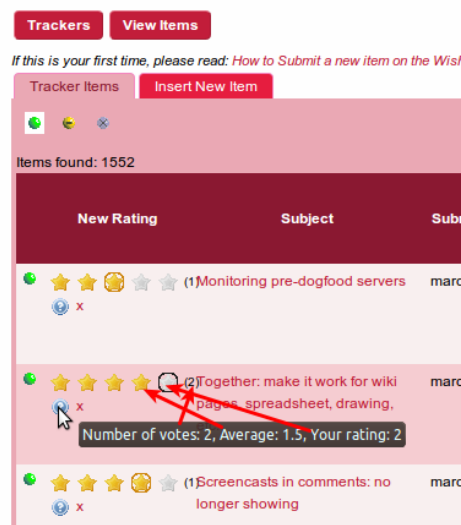 Trackers View Items
If this is your first time, please read: How to Submit a new item on the Wish
Tracker Items Insert New Item
Items found: 1552
New Rating Subject Sub
(1) Monitoring pre-dogfood servers marc
x
(2) Together: make it work for wiki marc
x pages, spreadsheet, drawing,
Number of votes: 2, Average: 1.5, Your rating: 2
(1) Screencasts in comments: no marc
x longer showing